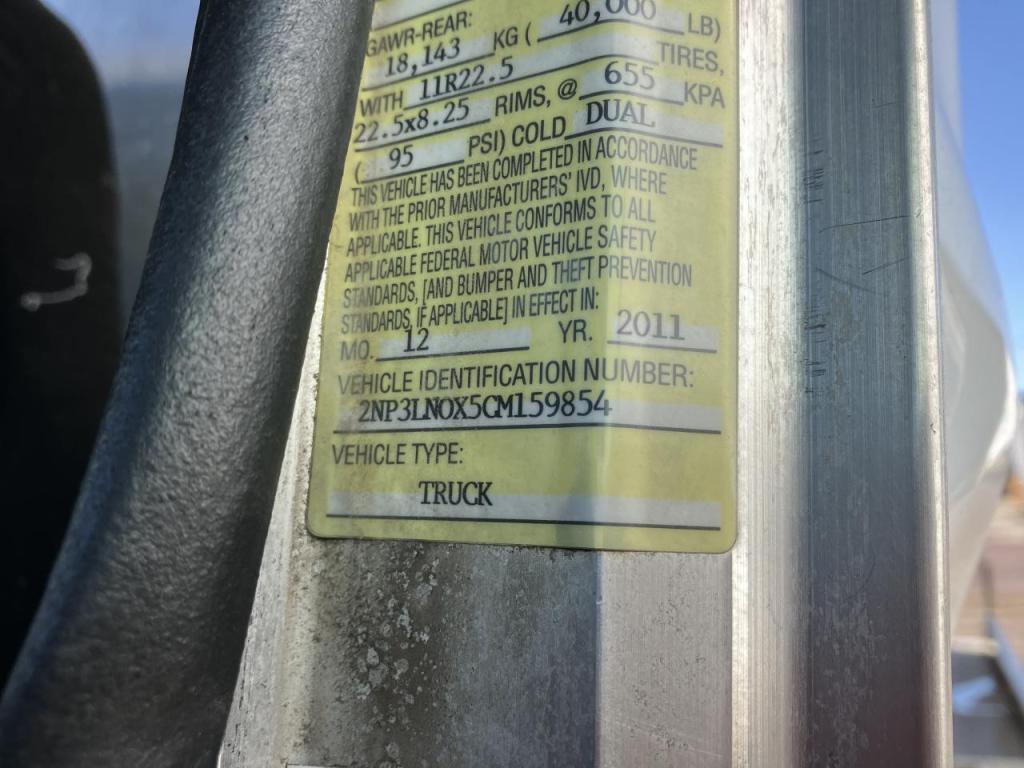 GAWR-REAR:
18,143 KG ( 40,000 LB)
WITH 11R22.5 TIRES,
22.5x8.25 RIMS, @ 655 KPA
( 95 PSI) COLD DUAL
THIS VEHICLE HAS BEEN COMPLETED IN ACCORDANCE
WITH THE PRIOR MANUFACTURERS' IVD, WHERE
APPLICABLE. THIS VEHICLE CONFORMS TO ALL
APPLICABLE FEDERAL MOTOR VEHICLE SAFETY
STANDARDS, [AND BUMPER AND THEFT PREVENTION
STANDARDS, IF APPLICABLE] IN EFFECT IN:
MO. 12 YR. 2011
VEHICLE IDENTIFICATION NUMBER:
2NP3LNOX5CM159854
VEHICLE TYPE:
TRUCK